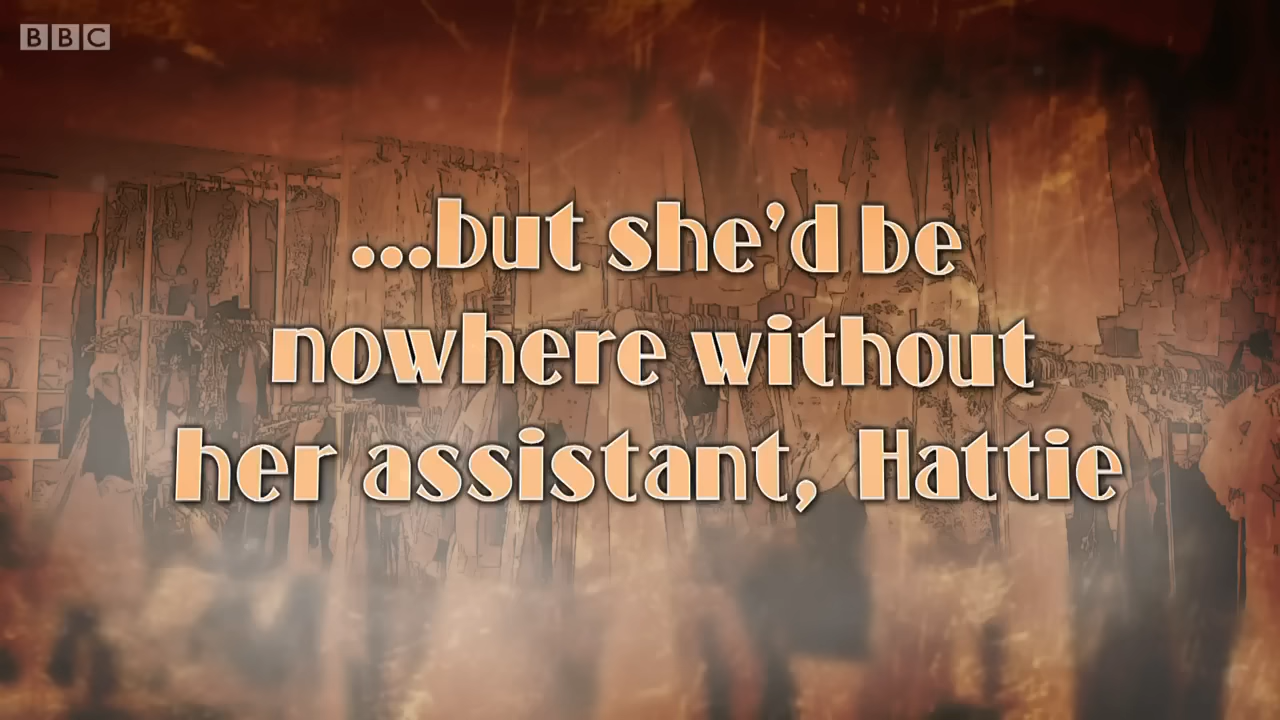 BBC
...but she'd be
nowhere without
her assistant, Hattie